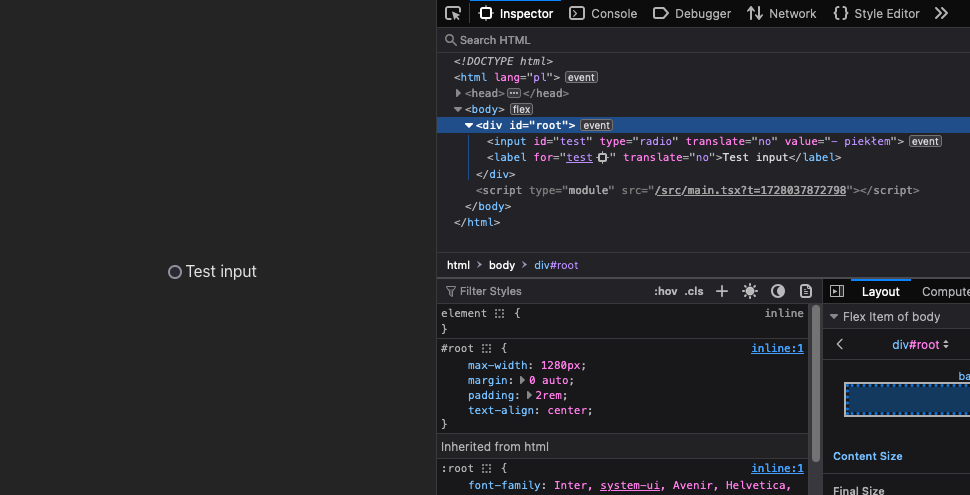 Inspector Console Debugger Network Style Editor
Search HTML
<!DOCTYPE html>
<html lang="pl"> event
<head> </head>
<body> flex
<div id="root"> event
<input id="test" type="radio" translate="no" value="– piekłem"> event
<label for="test" translate="no">Test input</label>
</div>
<script type="module" src="/src/main.tsx?t=1728037872798"></script>
</body>
</html>
Test input
html > body > div#root
Filter Styles :hov .cls
element { inline
}
#root { inline:1
max-width: 1280px;
margin: 0 auto;
padding: 2rem;
text-align: center;
}
Inherited from html
:root { inline:1
font-family: Inter, system-ui, Avenir, Helvetica,
Layout Compute
Flex Item of body
div#root
ba
Content Size
Final Size